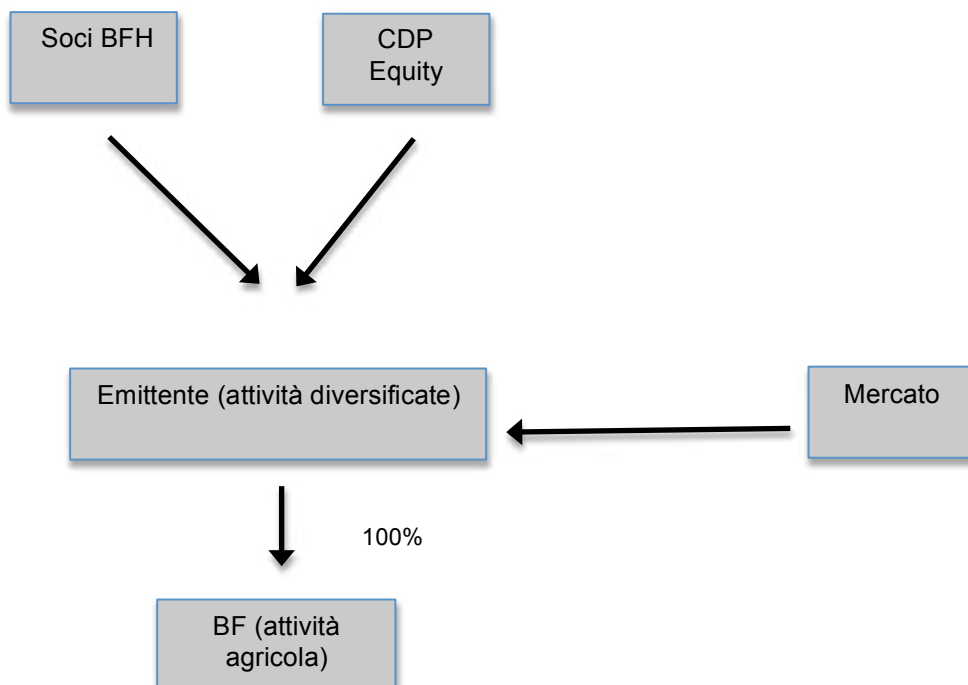 Soci BFH
CDP
Equity
Emittente (attività diversificate)
Mercato
100%
BF (attività
agricola)